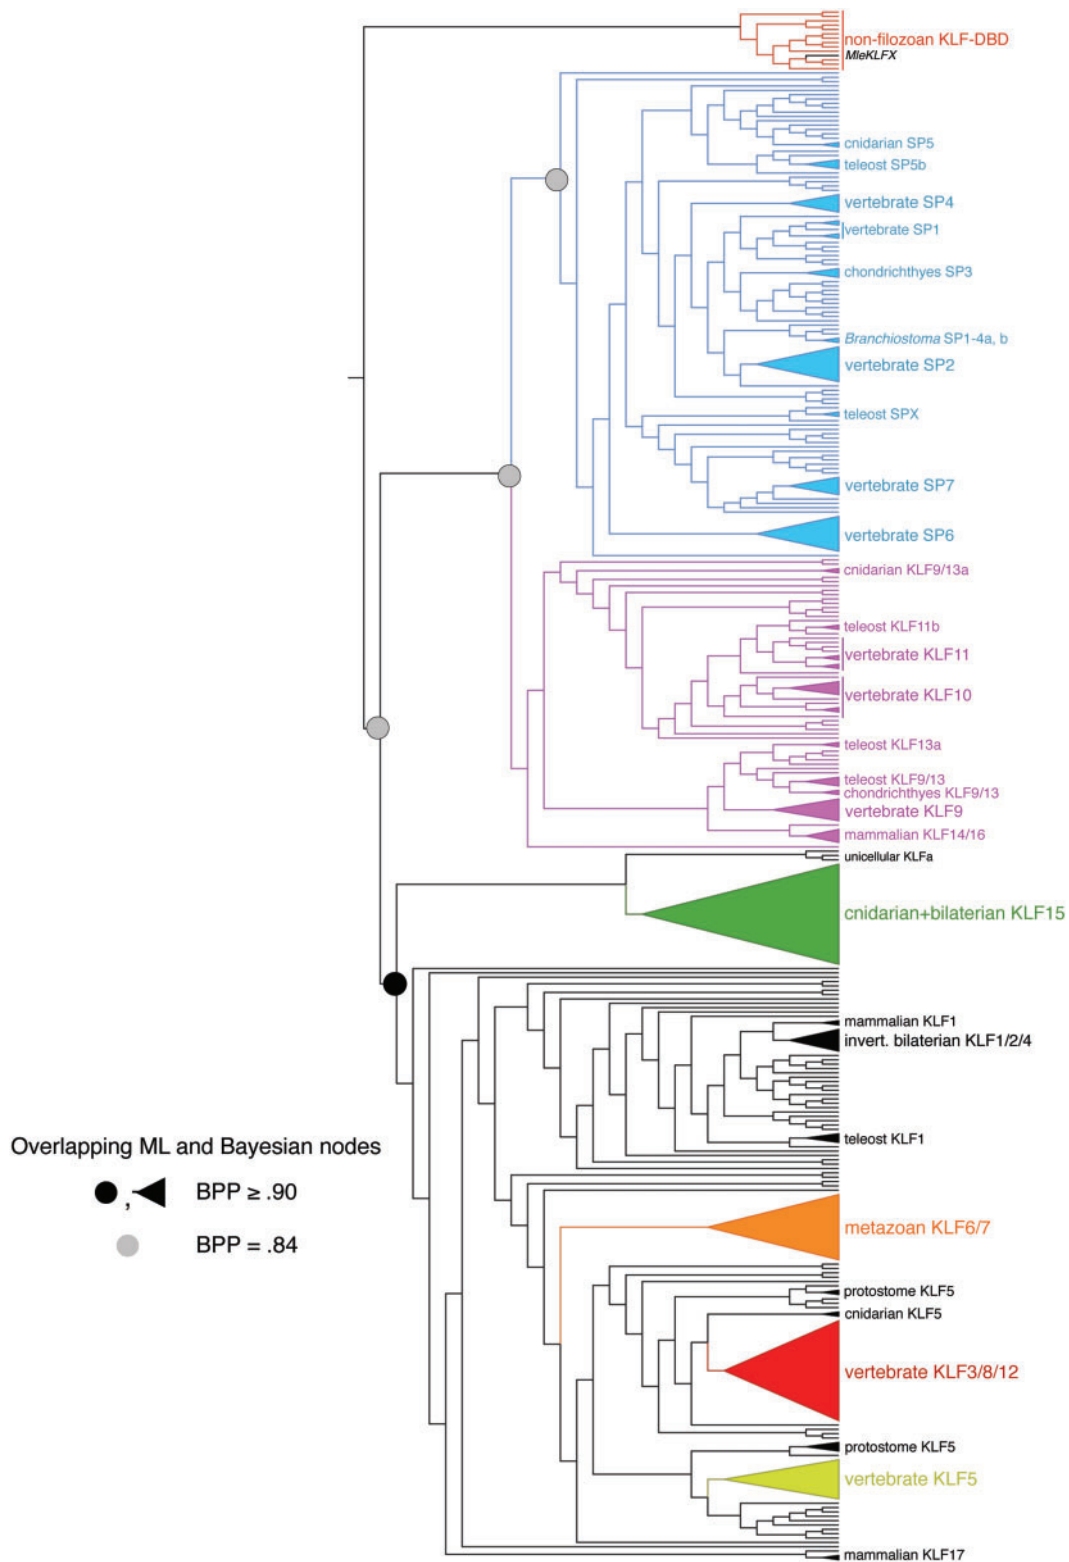 non-filozoan KLF-DBD
MleKLFX
cnidarian SP5
teleost SP5b
vertebrate SP4
vertebrate SP1
chondrichthyes SP3
Branchiostoma SP1-4a, b
vertebrate SP2
teleost SPX
vertebrate SP7
vertebrate SP6
cnidarian KLF9/13a
teleost KLF11b
vertebrate KLF11
vertebrate KLF10
teleost KLF13a
teleost KLF9/13
chondrichthyes KLF9/13
vertebrate KLF9
mammalian KLF14/16
unicellular KLFa
cnidarian+bilaterian KLF15
mammalian KLF1
invert. bilaterian KLF1/2/4
teleost KLF1
Overlapping ML and Bayesian nodes
, BPP ≥ .90
BPP = .84
metazoan KLF6/7
protostome KLF5
cnidarian KLF5
vertebrate KLF3/8/12
protostome KLF5
vertebrate KLF5
mammalian KLF17